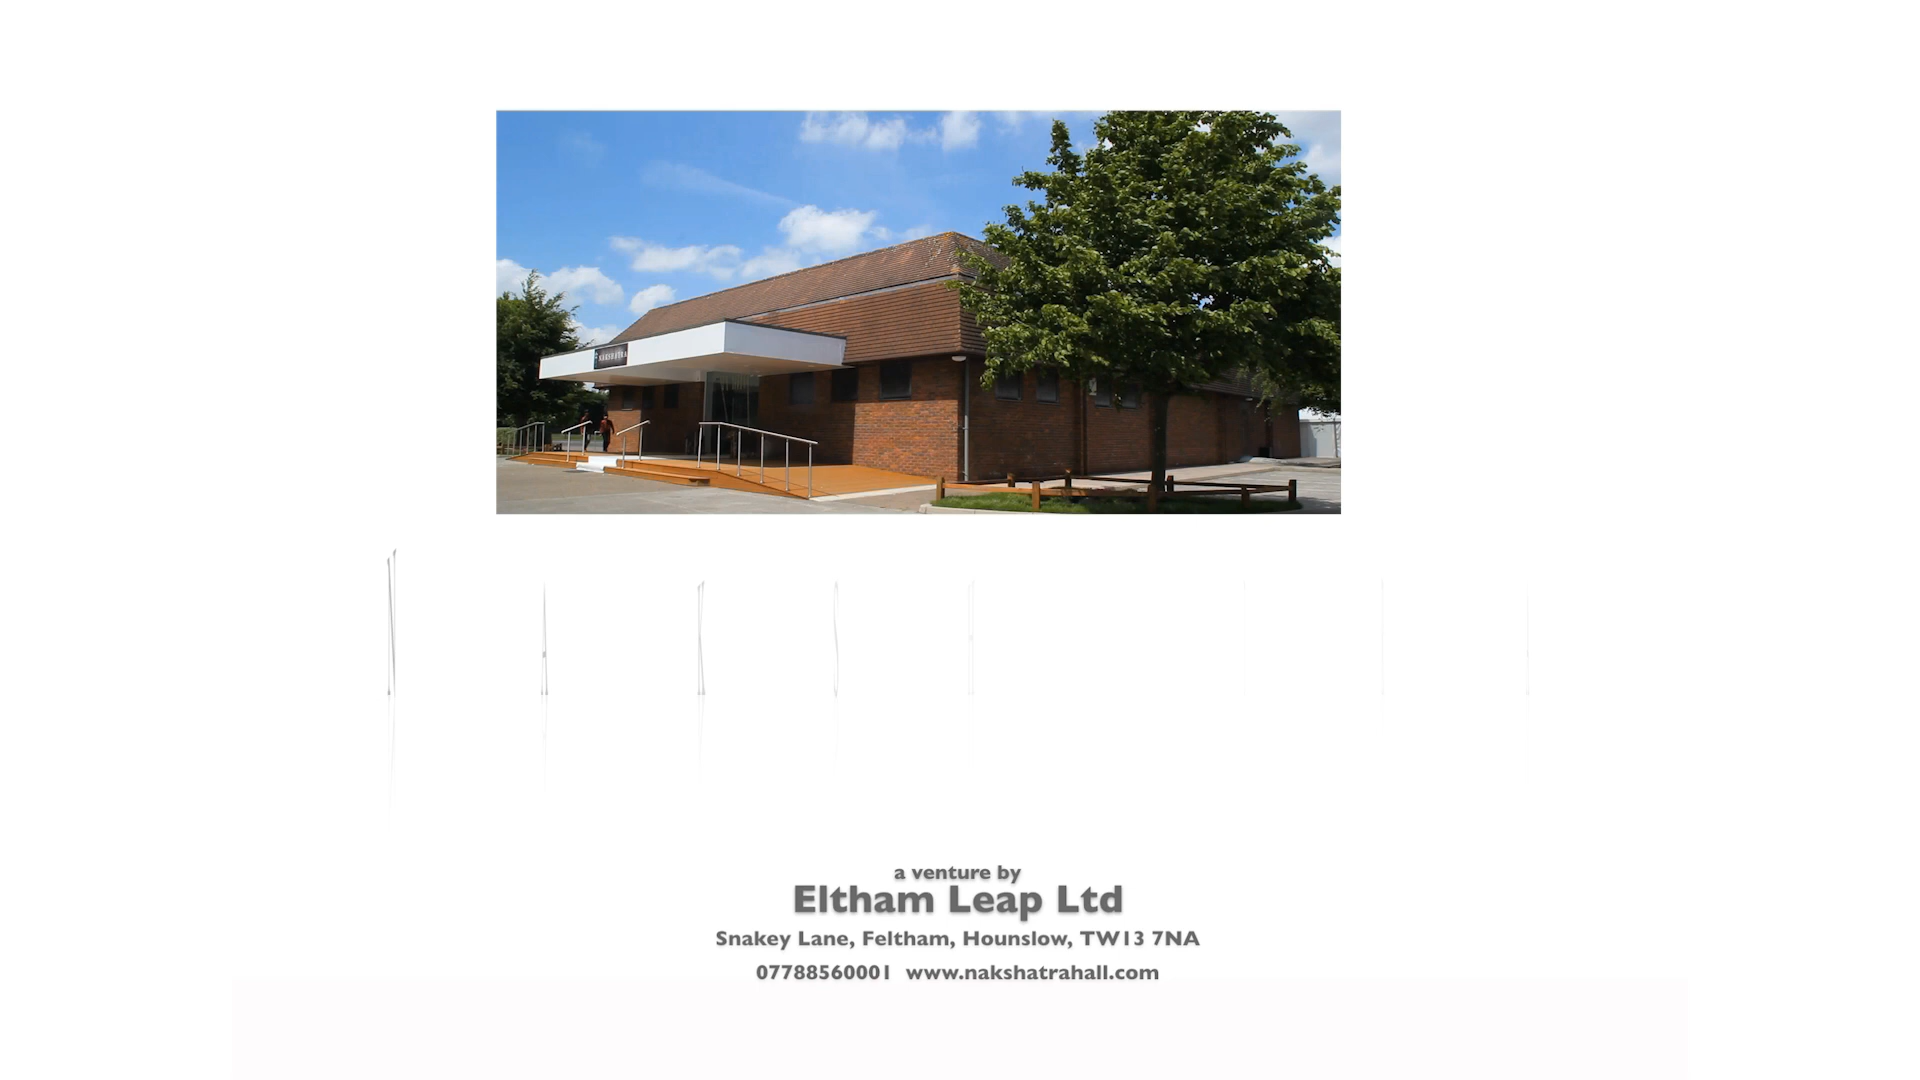 NAKSHATRA
a venture by
Eltham Leap Ltd
Snakey Lane, Feltham, Hounslow, TW13 7NA
07788560001 www.nakshatrahall.com